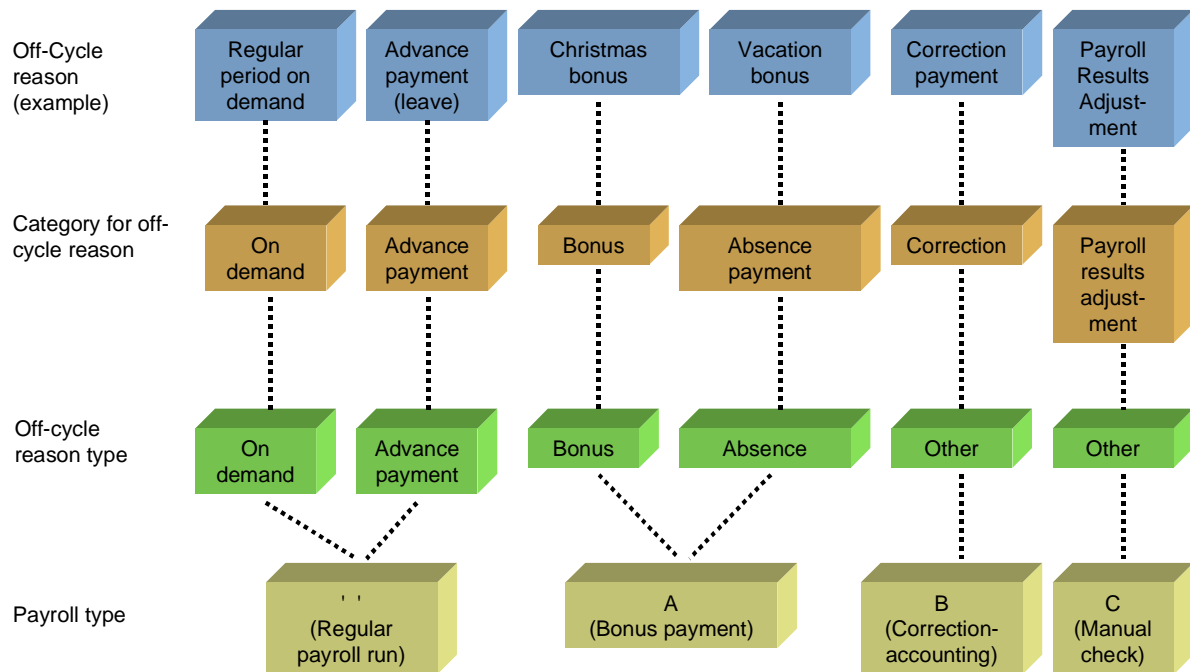 Off-Cycle
reason
(example)
Regular
period on
demand
Advance
payment
(leave)
Christmas
bonus
Vacation
bonus
Correction
payment
Payroll
Results
Adjust-
ment
Category for off-
cycle reason
On
demand
Advance
payment
Bonus
Absence
payment
Correction
Payroll
results
adjust-
ment
Off-cycle
reason type
On
demand
Advance
payment
Bonus
Absence
Other
Other
Payroll type
' '
(Regular
payroll run)
A
(Bonus payment)
B
(Correction-
accounting)
C
(Manual
check)